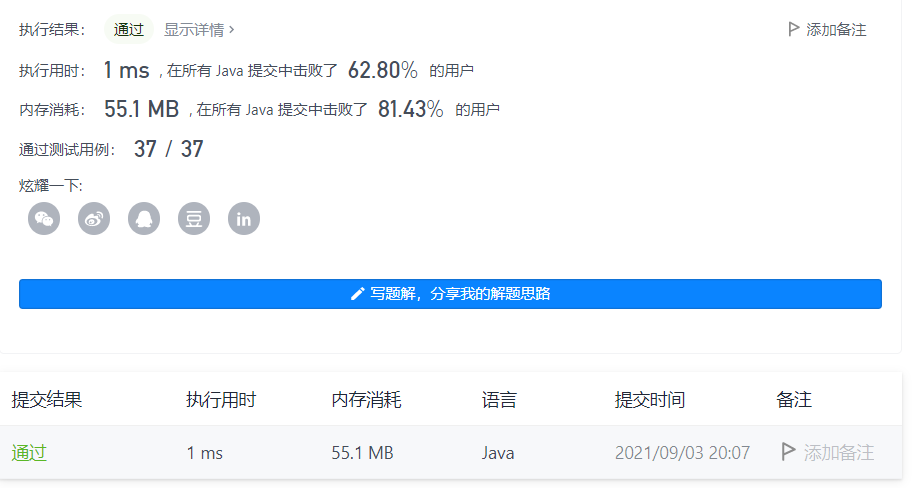 执行结果： 通过 显示详情 › 添加备注
执行用时： 1 ms , 在所有 Java 提交中击败了 62.80% 的用户
内存消耗： 55.1 MB , 在所有 Java 提交中击败了 81.43% 的用户
通过测试用例： 37 / 37
炫耀一下:
豆 in
写题解，分享我的解题思路
提交结果 执行用时 内存消耗 语言 提交时间 备注
通过 1 ms 55.1 MB Java 2021/09/03 20:07 添加备注